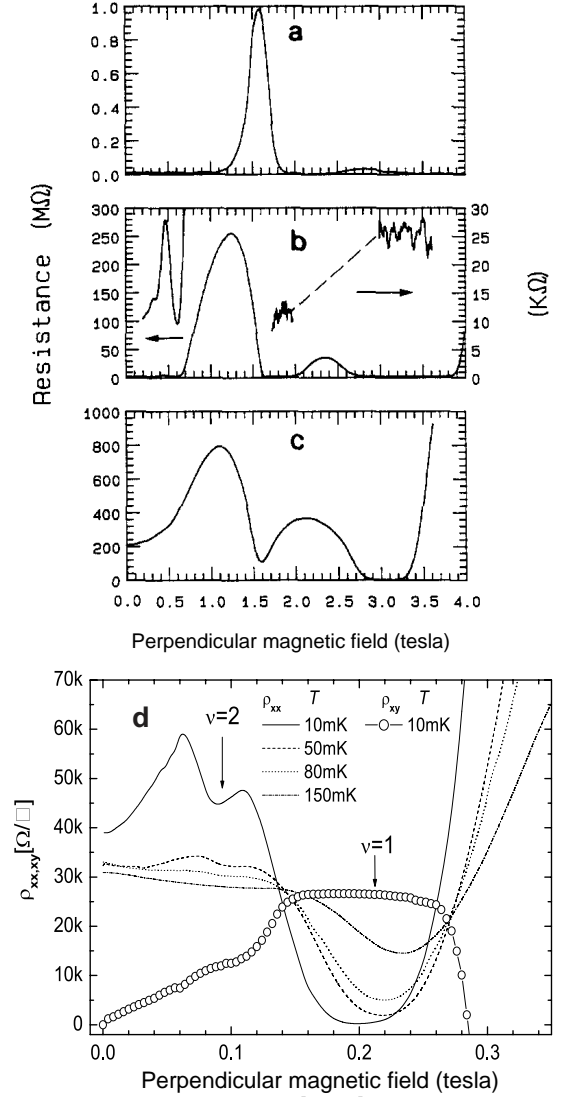 a
1.0
0.8
0.6
0.4
0.2
0.0
Resistance (MΩ)
b
300
250
200
150
100
50
0
30
25
20
15
10
5
0
(KΩ)
c
1000
800
600
400
200
0
0.0 0.5 1.0 1.5 2.0 2.5 3.0 3.5 4.0
Perpendicular magnetic field (tesla)
70k
60k
50k
40k
30k
20k
10k
0
ρxx,xy[Ω/□]
d
ν=2
ρxx T ρxy T
10mK 10mK
50mK
80mK
150mK
ν=1
0.0 0.1 0.2 0.3
Perpendicular magnetic field (tesla)